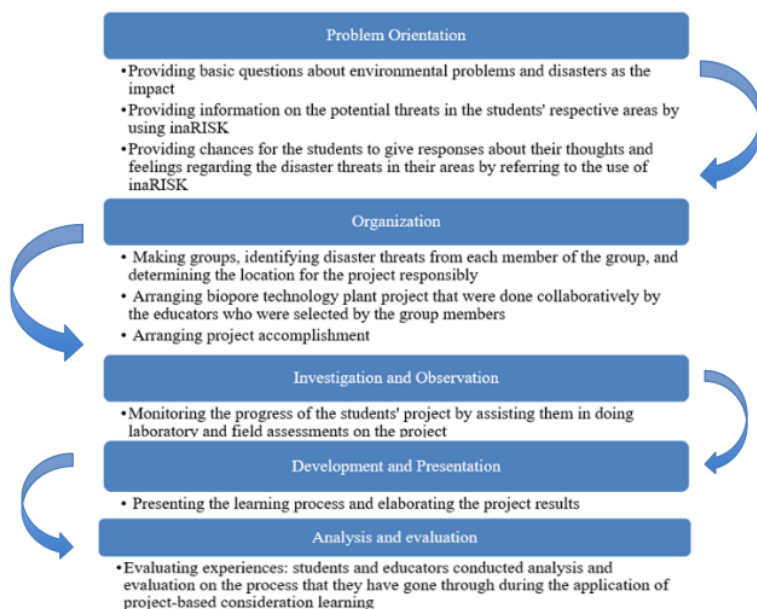 Problem Orientation
•Providing basic questions about environmental problems and disasters as the
impact
•Providing information on the potential threats in the students' respective areas by
using inaRISK
•Providing chances for the students to give responses about their thoughts and
feelings regarding the disaster threats in their areas by referring to the use of
inaRISK
Organization
• Making groups, identifying disaster threats from each member of the group, and
determining the location for the project responsibly
• Arranging biopore technology plant project that were done collaboratively by
the educators who were selected by the group members
• Arranging project accomplishment
Investigation and Observation
•Monitoring the progress of the students' project by assisting them in doing
laboratory and field assessments on the project
Development and Presentation
• Presenting the learning process and elaborating the project results
Analysis and evaluation
•Evaluating experiences: students and educators conducted analysis and
evaluation on the process that they have gone through during the application of
project-based consideration learning